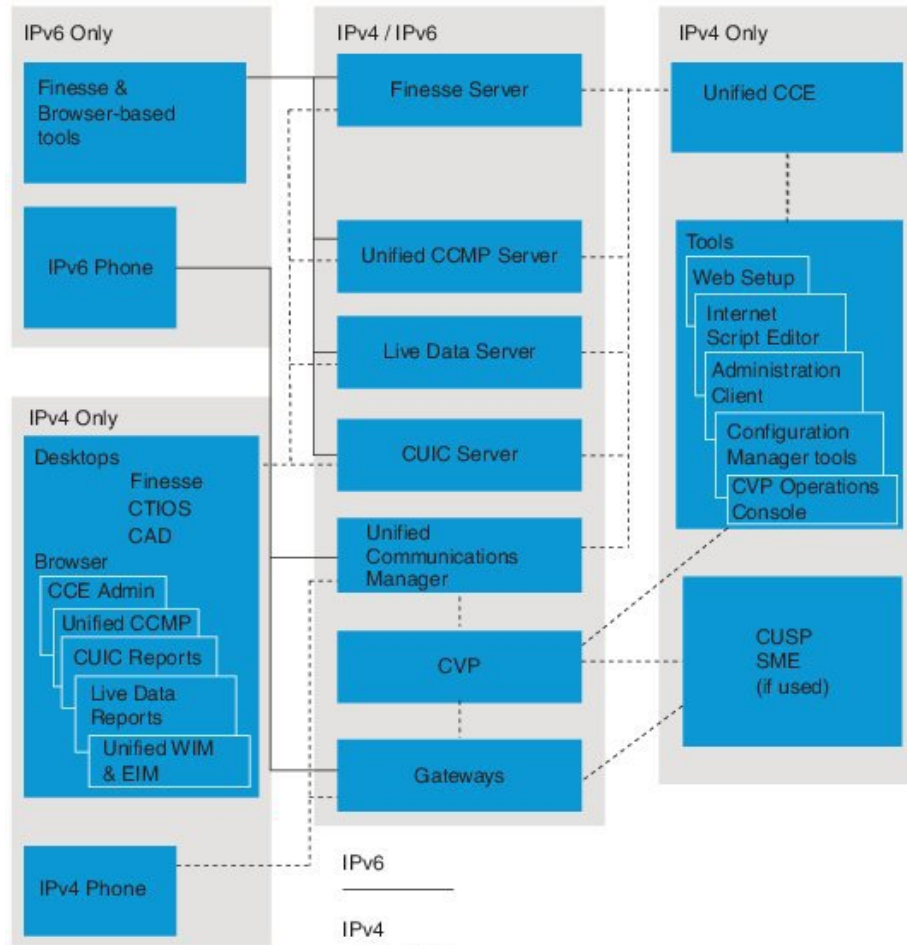 IPv6 Only
Finesse &
Browser-based
tools
IPv6 Phone
IPv4 Only
Desktops
Finesse
CTIOS
CAD
Browser
CCE Admin
Unified CCMP
CUIC Reports
Live Data
Reports
Unified WIM
& EIM
IPv4 Phone
IPv4 / IPv6
Finesse Server
Unified CCMP Server
Live Data Server
CUIC Server
Unified
Communications
Manager
CVP
Gateways
IPv6
IPv4
IPv4 Only
Unified CCE
Tools
Web Setup
Internet
Script Editor
Administration
Client
Configuration
Manager tools
CVP Operations
Console
CUSP
SME
(if used)